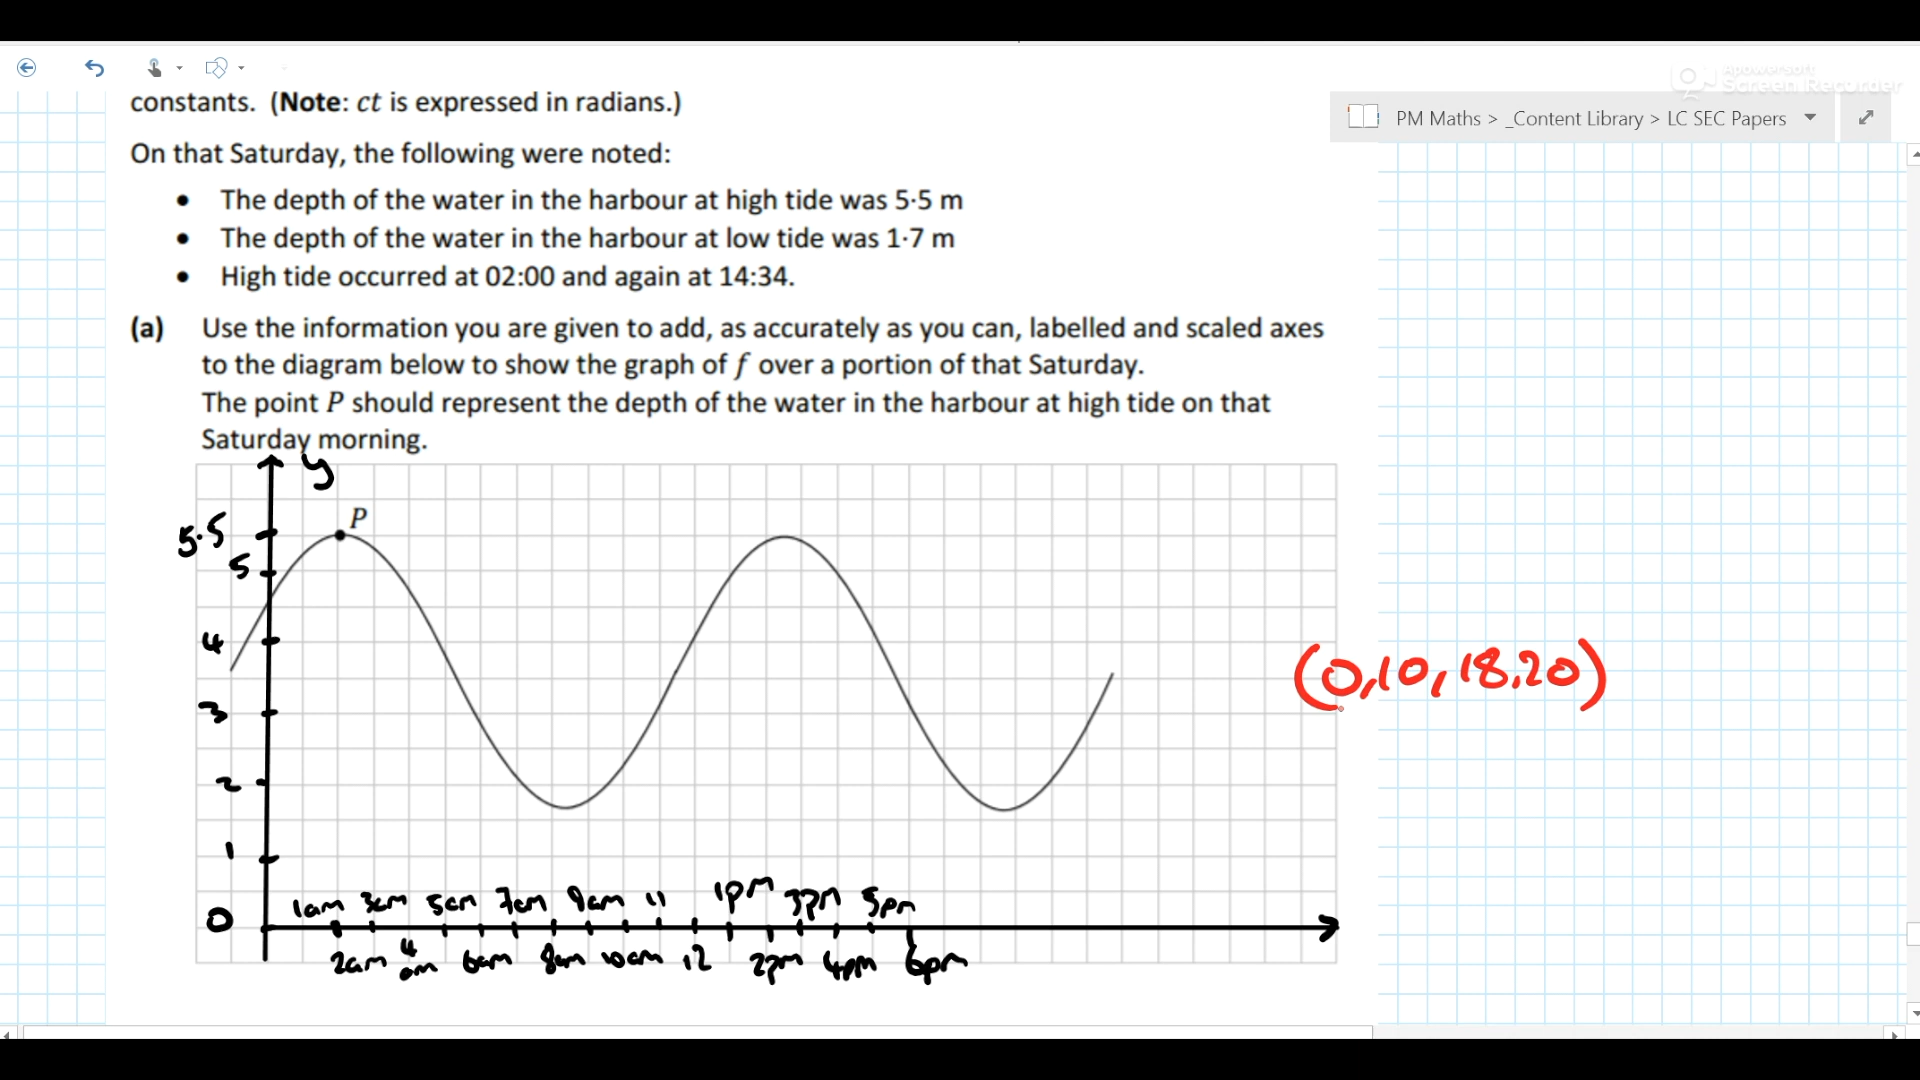 Apowersoft
Screen Recorder
PM Maths > _Content Library > LC SEC Papers
constants. (Note: ct is expressed in radians.)
On that Saturday, the following were noted:
• The depth of the water in the harbour at high tide was 5·5 m
• The depth of the water in the harbour at low tide was 1·7 m
• High tide occurred at 02:00 and again at 14:34.
(a) Use the information you are given to add, as accurately as you can, labelled and scaled axes
to the diagram below to show the graph of f over a portion of that Saturday.
The point P should represent the depth of the water in the harbour at high tide on that
Saturday morning.
y
P
5.5
5
4
(0,10,18,20)
3
2
1
1am 3am 5am 7am 9am 11 1pm 3pm 5pm
0
2am 4am 6am 8am 10am 12 2pm 4pm 6pm